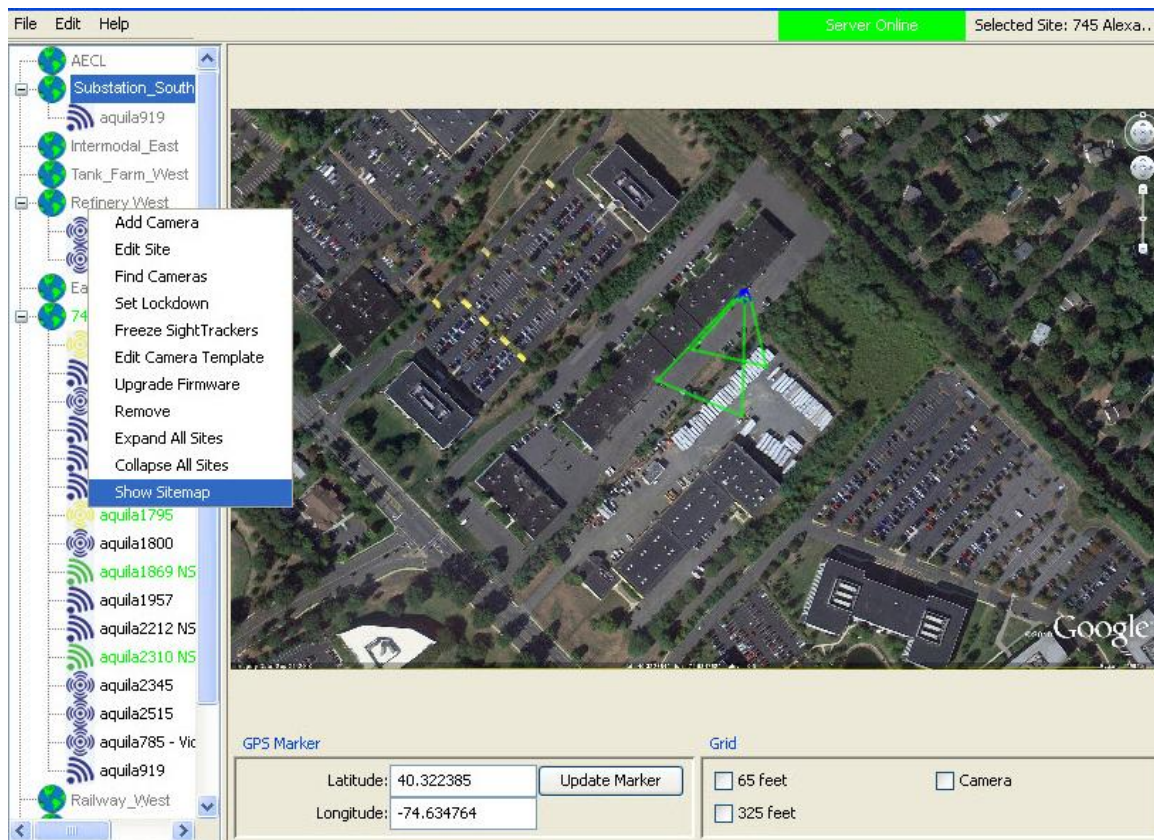 File Edit Help
Server Online
Selected Site: 745 Alexa..
AECL
Substation_South
aquila919
Intermodal_East
Tank_Farm_West
Refinery West
Ea
74
Add Camera
Edit Site
Find Cameras
Set Lockdown
Freeze SightTrackers
Edit Camera Template
Upgrade Firmware
Remove
Expand All Sites
Collapse All Sites
Show Sitemap
aquila1795
aquila1800
aquila1869 NS
aquila1957
aquila2212 NS
aquila2310 NS
aquila2345
aquila2515
aquila785 - Vic
aquila919
Railway_West
Google
GPS Marker
Latitude: 40.322385 Update Marker
Longitude: -74.634764
Grid
65 feet Camera
325 feet